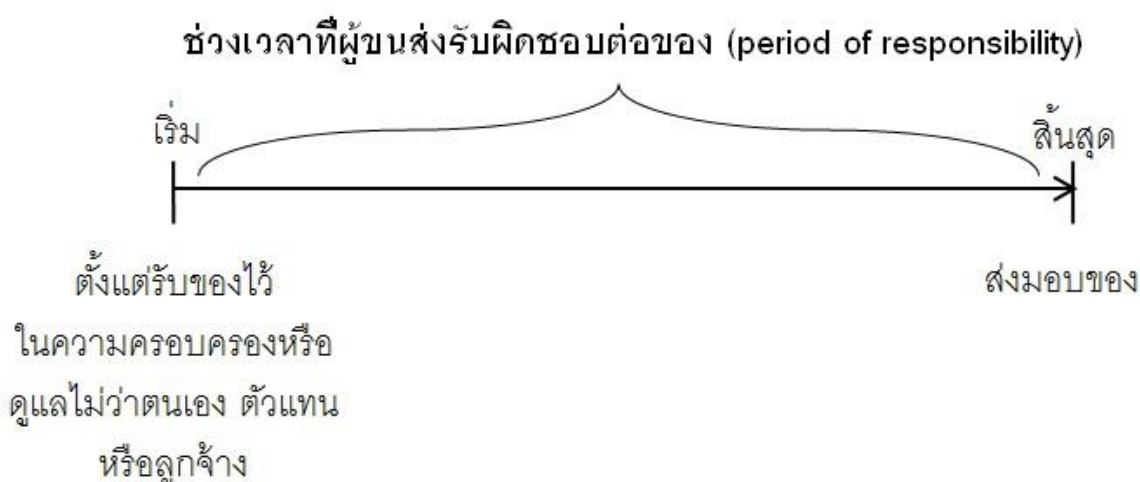 ช่วงเวลาที่ผู้ขนส่งรับผิดชอบต่อของ (period of responsibility)
เริ่ม
สิ้นสุด
ตั้งแต่รับของไว้
ในความครอบครองหรือ
ดูแลไม่ว่าตนเอง ตัวแทน
หรือลูกจ้าง
ส่งมอบของ